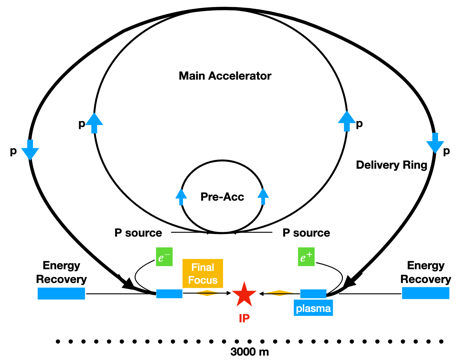 Main Accelerator
p
p
p
p
Delivery Ring
Pre-Acc
P source
P source
e⁻
e⁺
Energy
Recovery
Final
Focus
Energy
Recovery
IP
plasma
3000 m